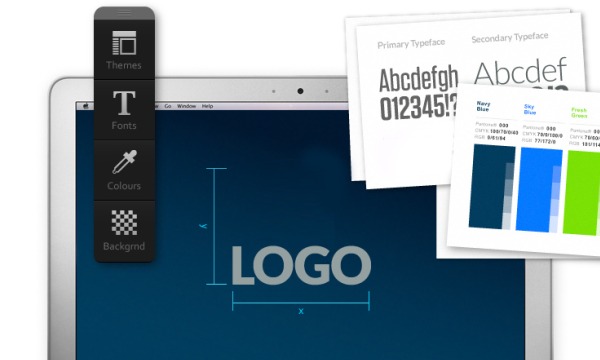 Themes
Fonts
Colours
Backgrnd
Go Window Help
LOGO
y
x
Primary Typeface
Abcdefgh
012345!?
Secondary Typeface
Abcdef
Navy
Blue
Sky
Blue
Fresh
Green